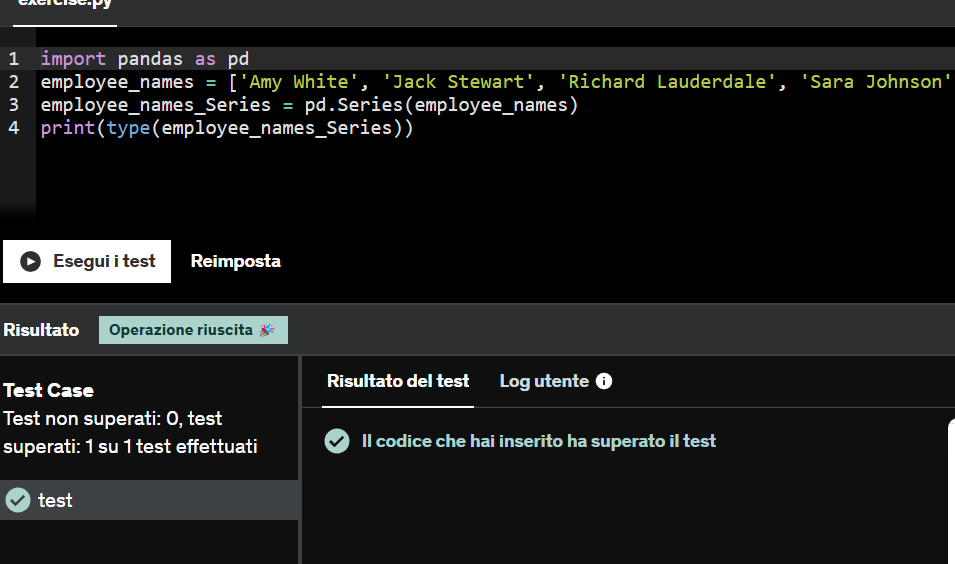 exercise.py
1 import pandas as pd
2 employee_names = ['Amy White', 'Jack Stewart', 'Richard Lauderdale', 'Sara Johnson'
3 employee_names_Series = pd.Series(employee_names)
4 print(type(employee_names_Series))
Esegui i test Reimposta
Risultato Operazione riuscita 🎉
Test Case
Test non superati: 0, test
superati: 1 su 1 test effettuati
test
Risultato del test Log utente
Il codice che hai inserito ha superato il test